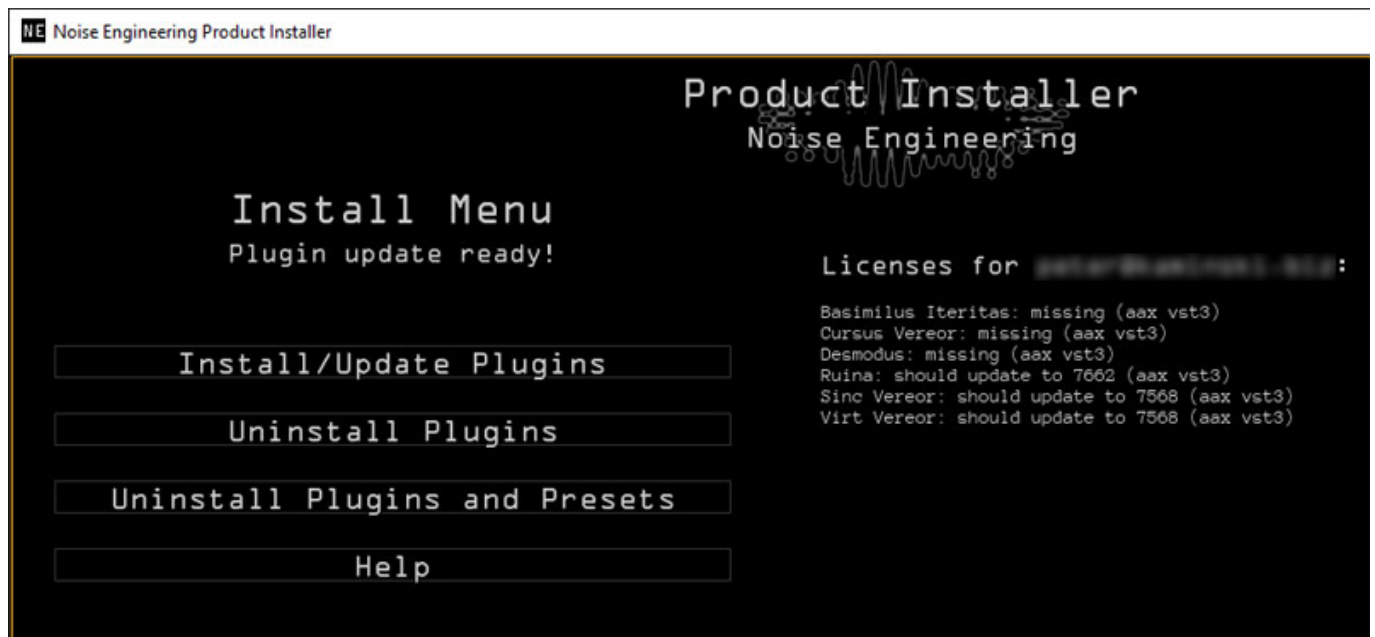 NE Noise Engineering Product Installer
Product Installer
Noise Engineering
Install Menu
Plugin update ready!
Install/Update Plugins
Uninstall Plugins
Uninstall Plugins and Presets
Help
Licenses for :
Basimilus Iteritas: missing (aax vst3)
Cursus Vereor: missing (aax vst3)
Desmodus: missing (aax vst3)
Ruina: should update to 7662 (aax vst3)
Sinc Vereor: should update to 7568 (aax vst3)
Virt Vereor: should update to 7568 (aax vst3)